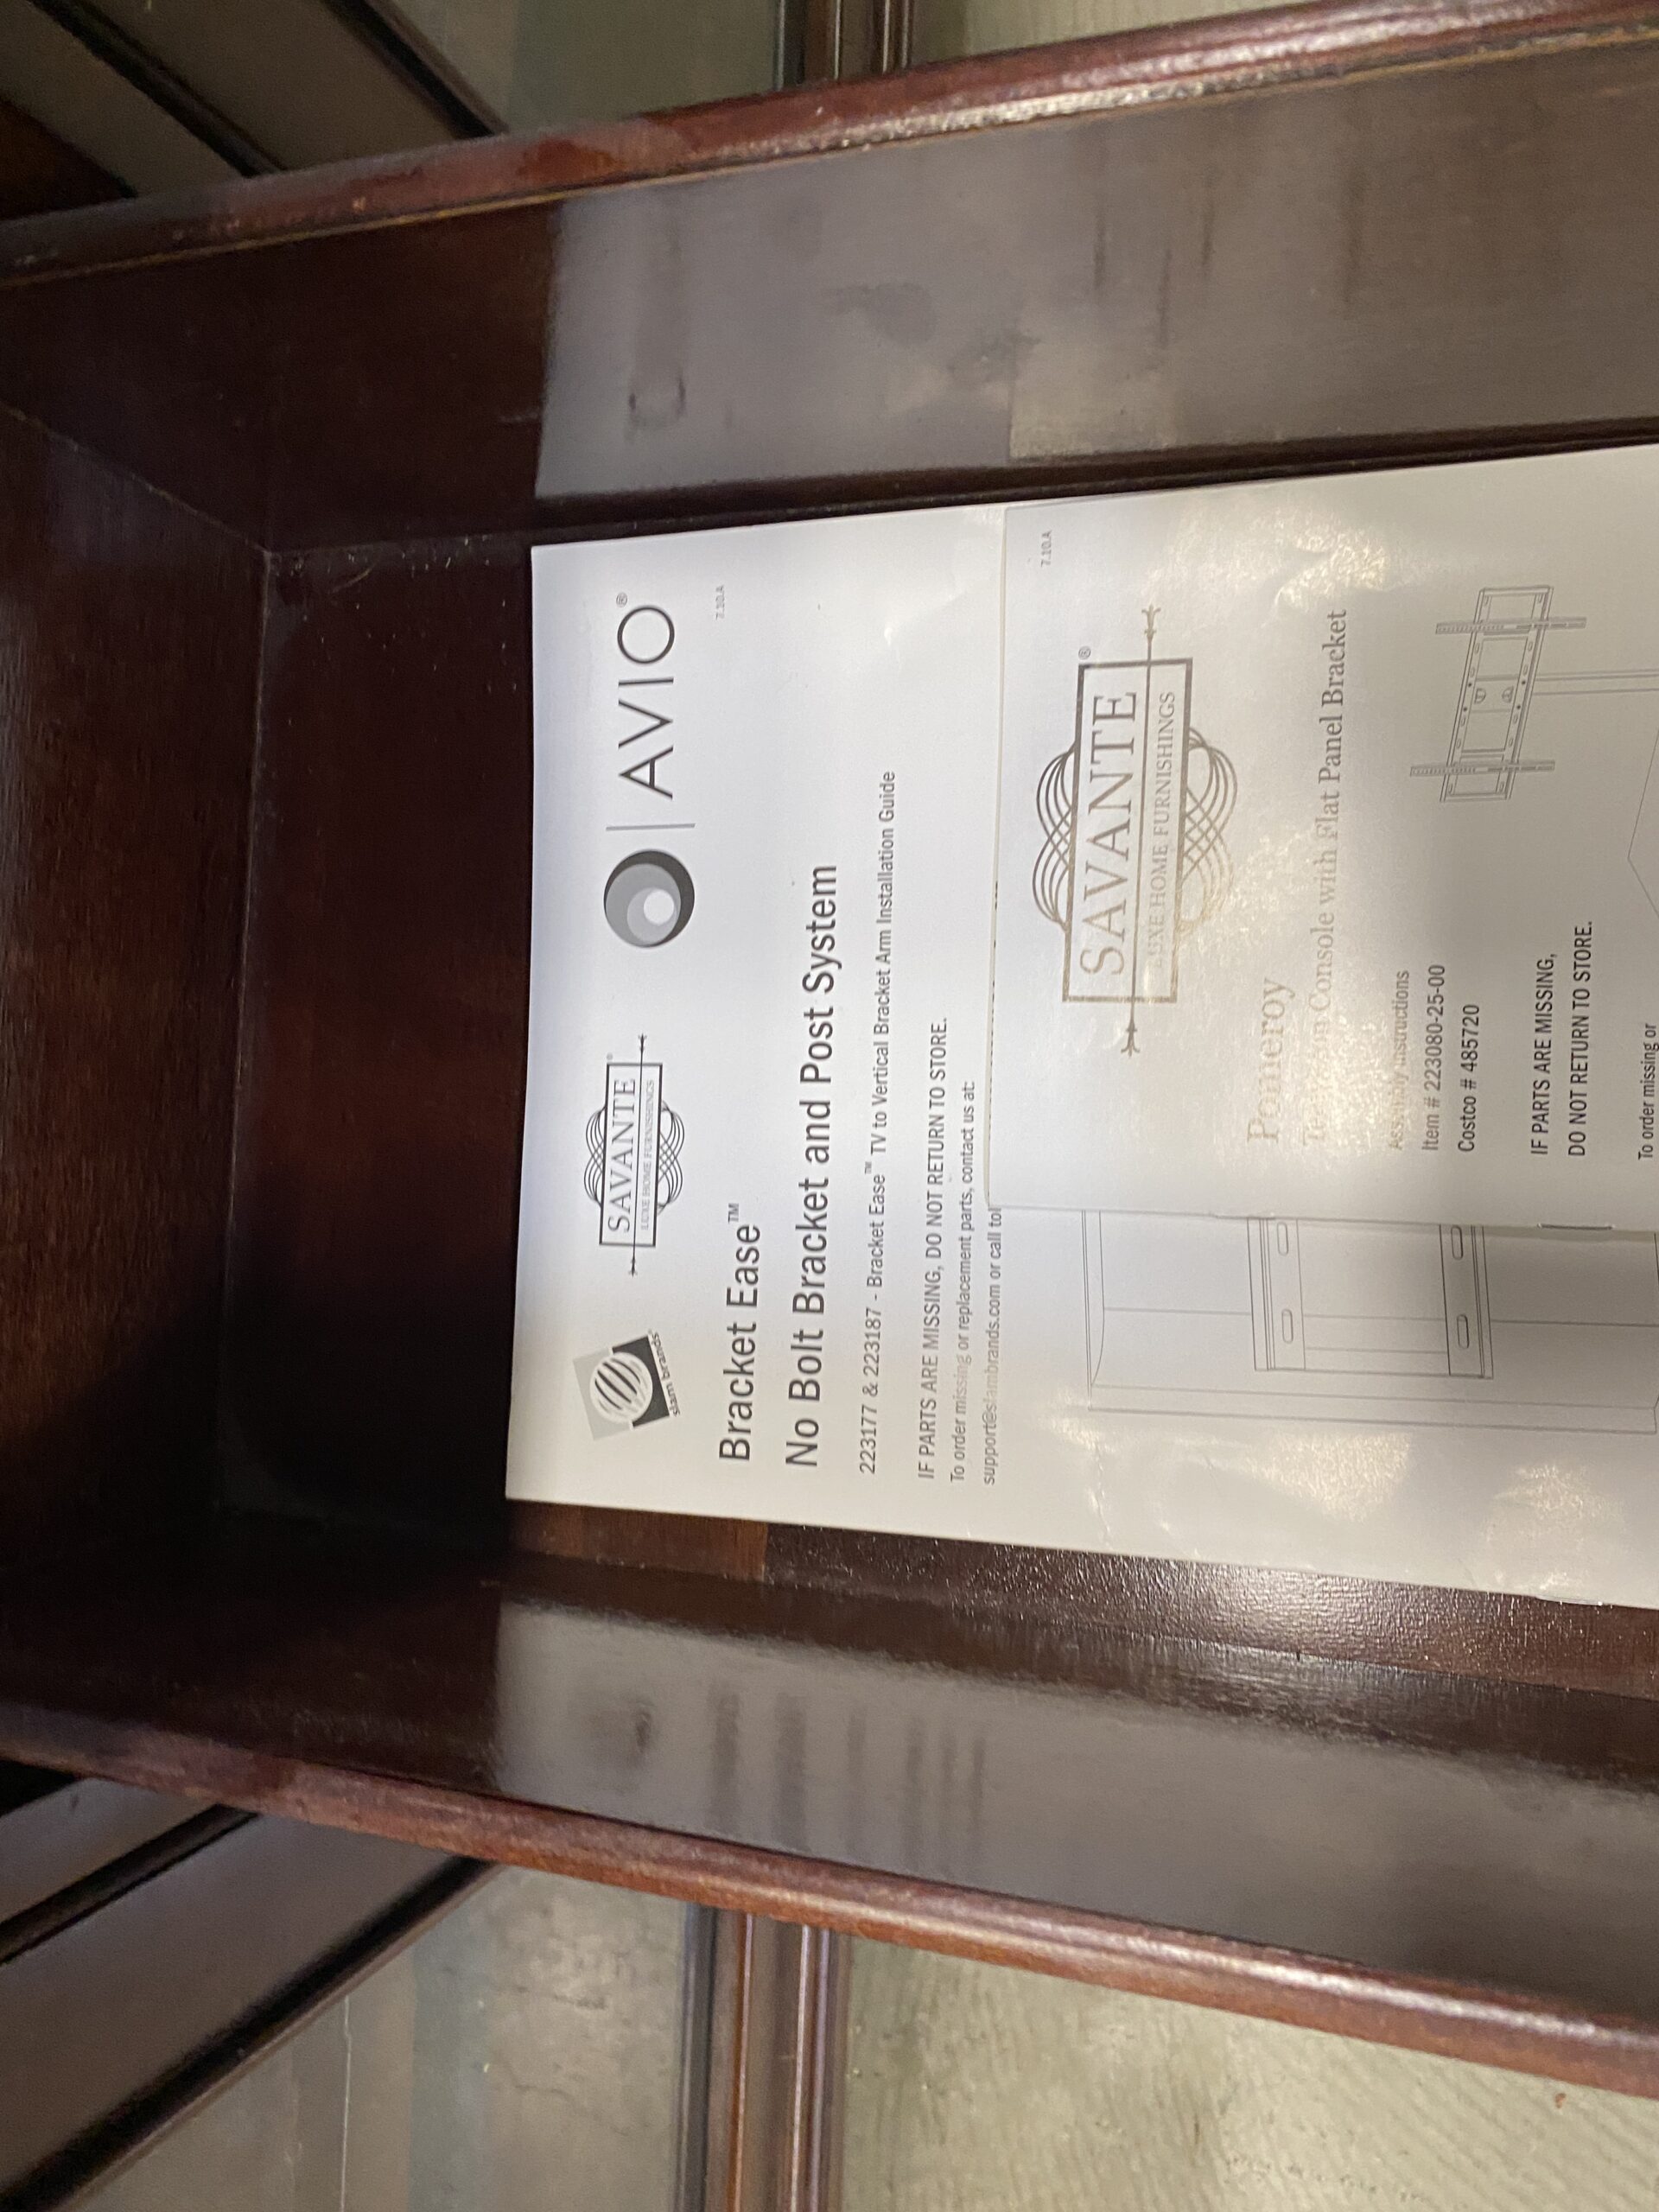 slam brands
SAVANTE®
LUXE HOME FURNISHINGS
AVIO®
7.10.A
Bracket Ease™
No Bolt Bracket and Post System
223177 & 223187 - Bracket Ease™ TV to Vertical Bracket Arm Installation Guide
IF PARTS ARE MISSING, DO NOT RETURN TO STORE.
To order missing or replacement parts, contact us at:
support@slambrands.com or call tol
7.10.A
SAVANTE®
LUXE HOME FURNISHINGS
Pomeroy
Television Console with Flat Panel Bracket
Assembly Instructions
Item # 223080-25-00
Costco # 485720
IF PARTS ARE MISSING,
DO NOT RETURN TO STORE.
To order missing or